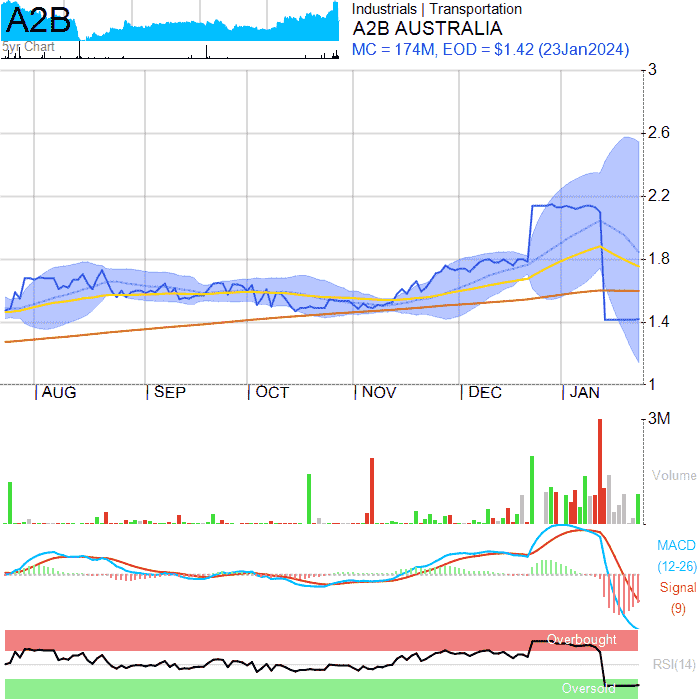 A2B
5yr Chart
Industrials | Transportation
A2B AUSTRALIA
MC = 174M, EOD = $1.42 (23Jan2024)
3
2.6
2.2
1.8
1.4
1
| AUG | SEP | OCT | NOV | DEC | JAN
3M
Volume
MACD
(12-26)
Signal
(9)
Overbought
RSI(14)
Oversold